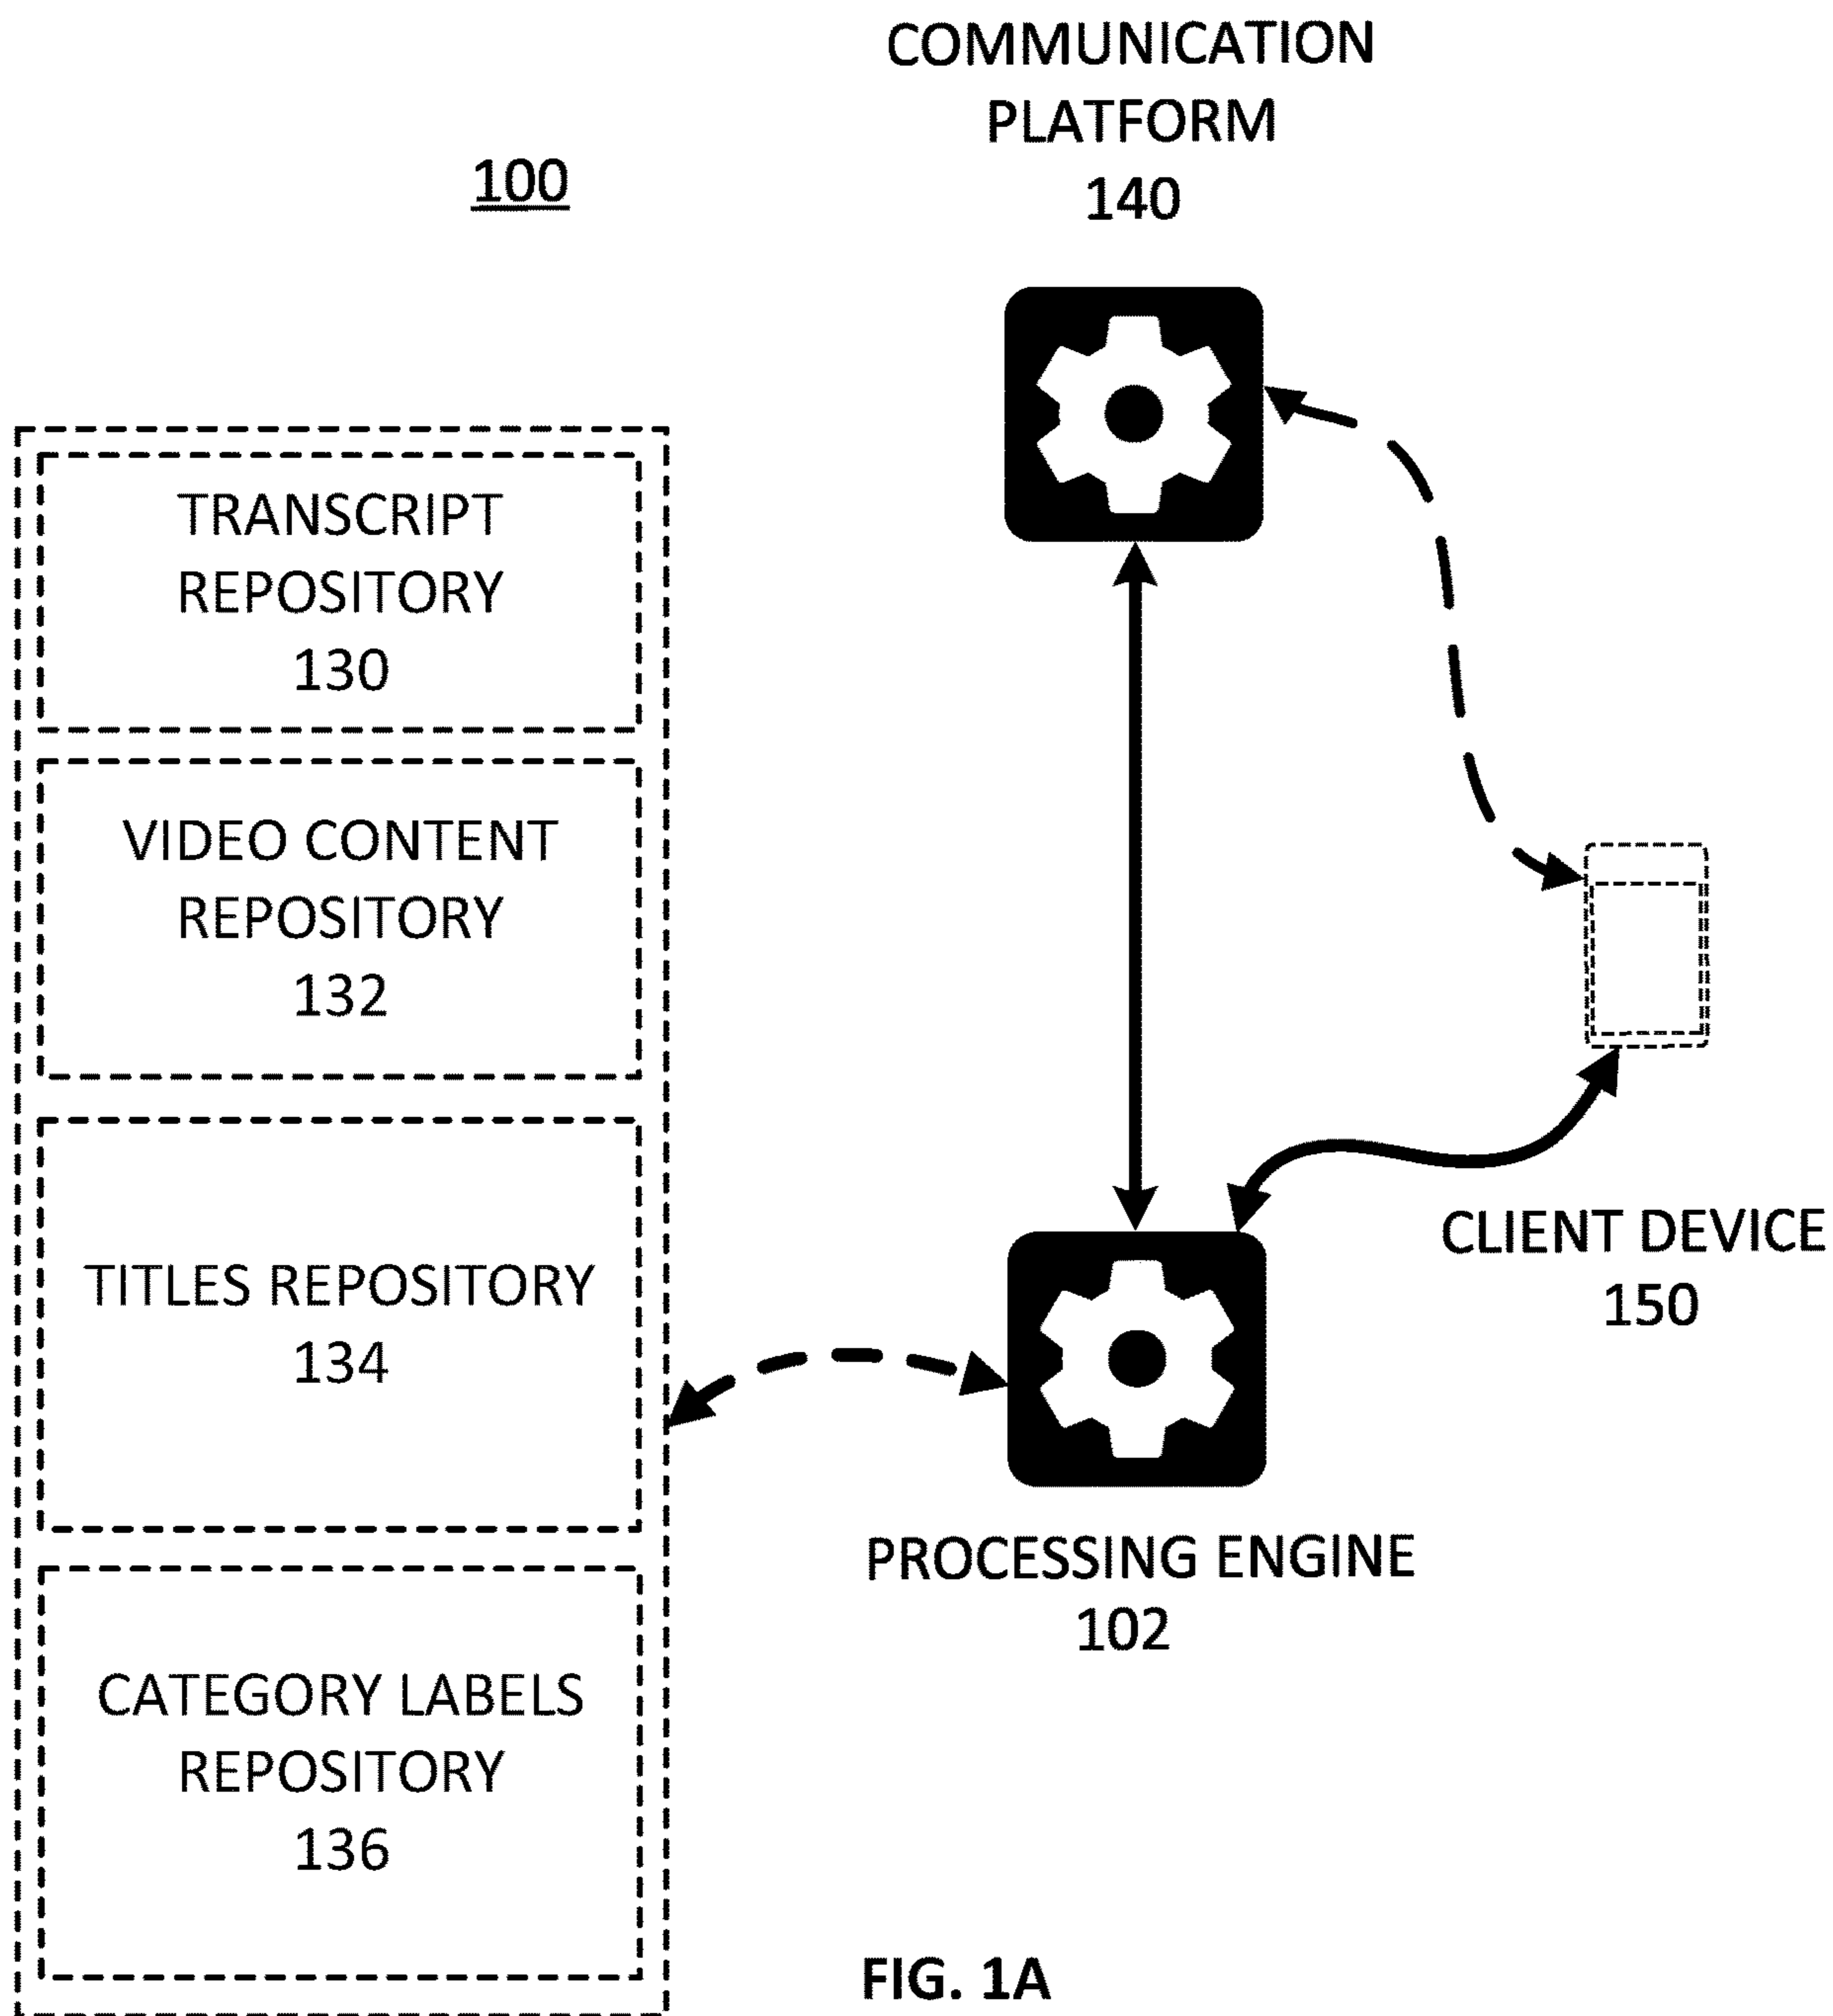 COMMUNICATION
PLATFORM
140
100
TRANSCRIPT
REPOSITORY
130
VIDEO CONTENT
REPOSITORY
132
TITLES REPOSITORY
134
CATEGORY LABELS
REPOSITORY
136
CLIENT DEVICE
150
PROCESSING ENGINE
102
FIG. 1A